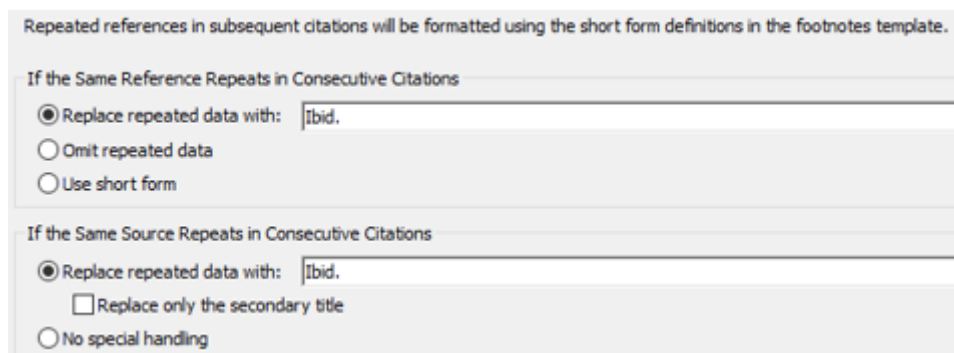 Repeated references in subsequent citations will be formatted using the short form definitions in the footnotes template.
If the Same Reference Repeats in Consecutive Citations
Replace repeated data with: Ibid.
Omit repeated data
Use short form
If the Same Source Repeats in Consecutive Citations
Replace repeated data with: Ibid.
Replace only the secondary title
No special handling